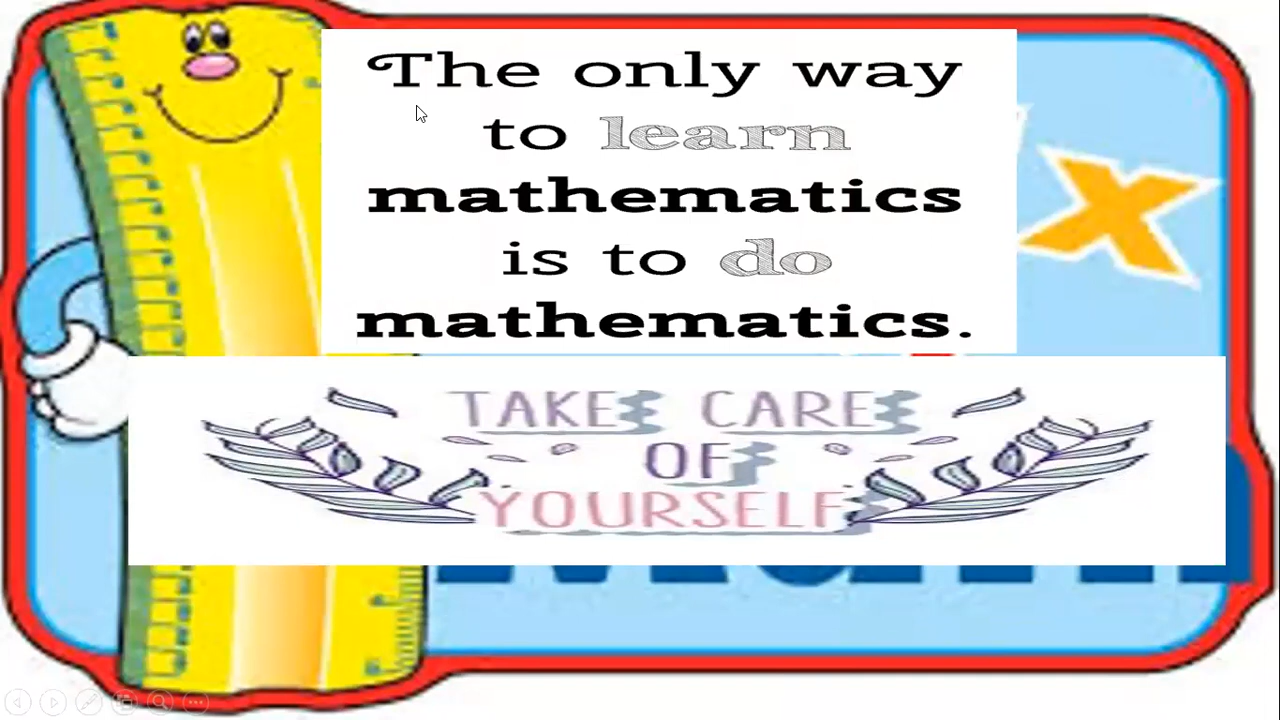 The only way
to learn
mathematics
is to do
mathematics.
x
TAKE CARE
OF
YOURSELF